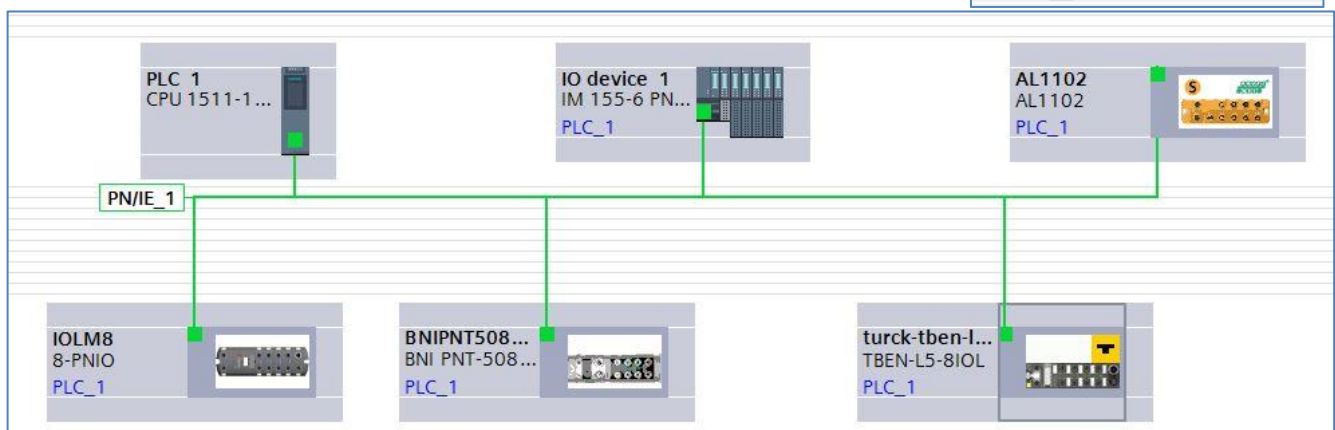 PLC_1
CPU 1511-1...
IO device_1
IM 155-6 PN...
PLC_1
AL1102
AL1102
PLC_1
PN/IE_1
IOLM8
8-PNIO
PLC_1
BNIPNT508...
BNI PNT-508...
PLC_1
turck-tben-l...
TBEN-L5-8IOL
PLC_1